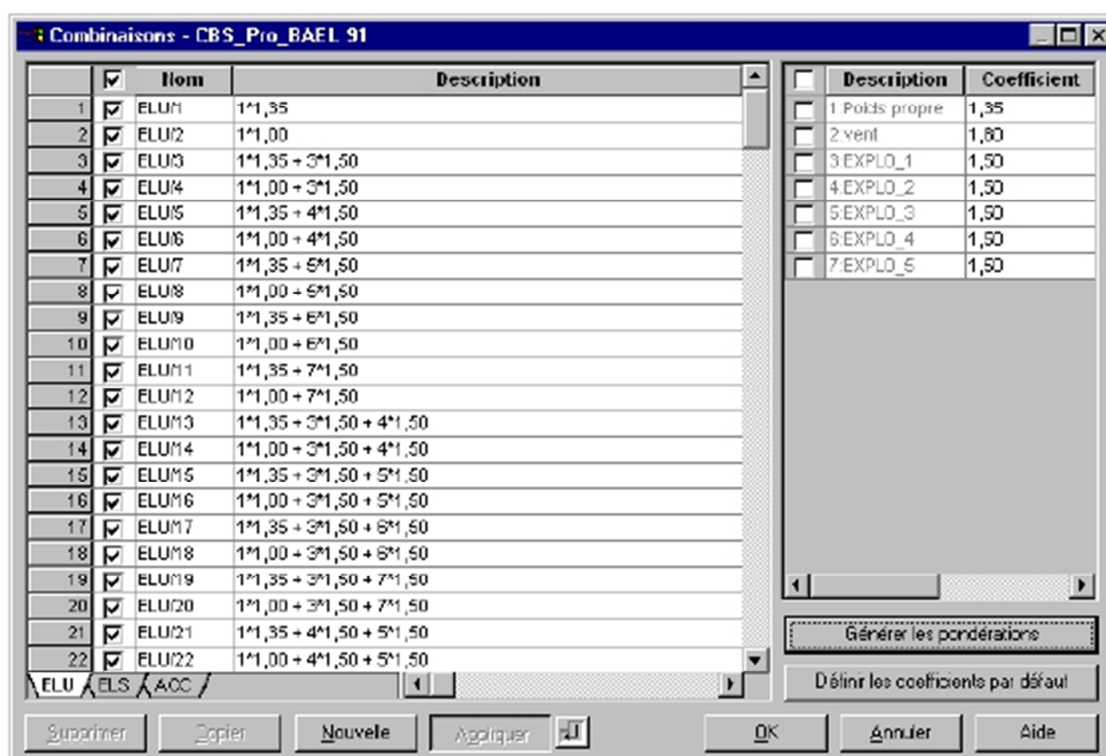 Combinaisons - CBS_Pro_BAEL 91
Nom Description
1 ELU/1 1*1,35
2 ELU/2 1*1,00
3 ELU/3 1*1,35 + 3*1,50
4 ELU/4 1*1,00 + 3*1,50
5 ELU/5 1*1,35 + 4*1,50
6 ELU/6 1*1,00 + 4*1,50
7 ELU/7 1*1,35 + 5*1,50
8 ELU/8 1*1,00 + 5*1,50
9 ELU/9 1*1,35 + 6*1,50
10 ELU/10 1*1,00 + 6*1,50
11 ELU/11 1*1,35 + 7*1,50
12 ELU/12 1*1,00 + 7*1,50
13 ELU/13 1*1,35 + 3*1,50 + 4*1,50
14 ELU/14 1*1,00 + 3*1,50 + 4*1,50
15 ELU/15 1*1,35 + 3*1,50 + 5*1,50
16 ELU/16 1*1,00 + 3*1,50 + 5*1,50
17 ELU/17 1*1,35 + 3*1,50 + 6*1,50
18 ELU/18 1*1,00 + 3*1,50 + 6*1,50
19 ELU/19 1*1,35 + 3*1,50 + 7*1,50
20 ELU/20 1*1,00 + 3*1,50 + 7*1,50
21 ELU/21 1*1,35 + 4*1,50 + 5*1,50
22 ELU/22 1*1,00 + 4*1,50 + 5*1,50
ELU ELS ACC
Description Coefficient
1:Poids propre 1,35
2:vent
3:EXPLO_1 1,50
4:EXPLO_2 1,50
5:EXPLO_3 1,50
6:EXPLO_4 1,50
7:EXPLO_5 1,50
Générer les pondérations
Définir les coefficients par défaut
Supprimer Copier Nouvelle Appliquer OK Annuler Aide